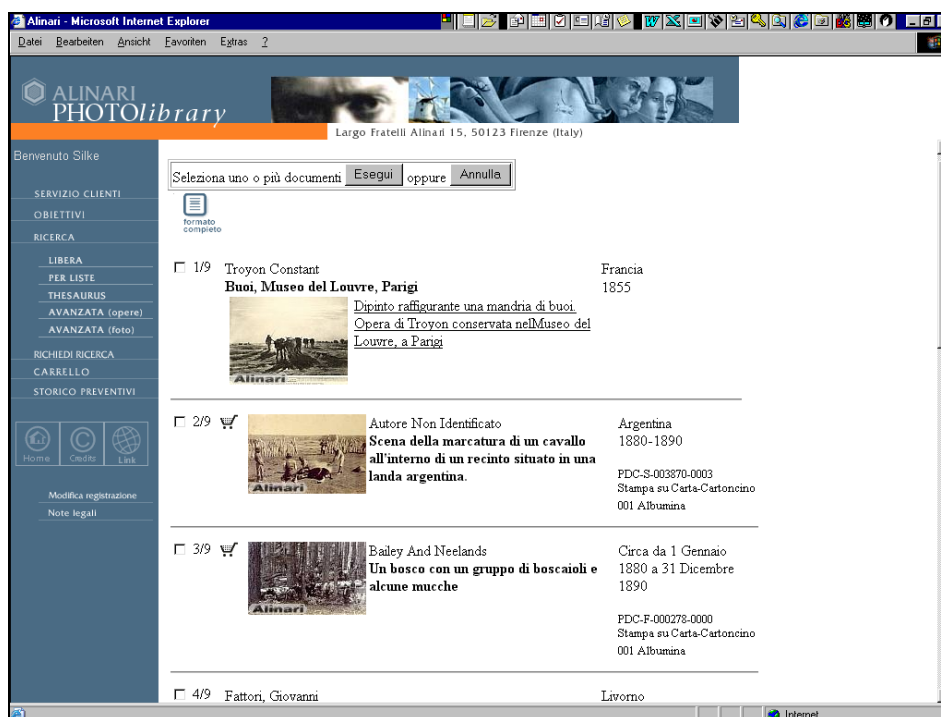 Alinari - Microsoft Internet Explorer
Datei Bearbeiten Ansicht Favoriten Extras ?
ALINARI
PHOTOlibrary
Largo Fratelli Alinari 15, 50123 Firenze (Italy)
Benvenuto Silke
SERVIZIO CLIENTI
OBIETTIVI
RICERCA
LIBERA
PER LISTE
THESAURUS
AVANZATA (opere)
AVANZATA (foto)
RICHIEDI RICERCA
CARRELLO
STORICO PREVENTIVI
Home Credits Link
Modifica registrazione
Note legali
Seleziona uno o più documenti Esegui oppure Annulla
formato
completo
1/9 Troyon Constant Francia
Buoi, Museo del Louvre, Parigi 1855
Dipinto raffigurante una mandria di buoi.
Opera di Troyon conservata nelMuseo del
Louvre, a Parigi
Alinari
2/9 Autore Non Identificato Argentina
Scena della marcatura di un cavallo 1880-1890
all'interno di un recinto situato in una
landa argentina. PDC-S-003870-0003
Stampa su Carta-Cartoncino
Alinari
001 Albumina
3/9 Bailey And Neelands Circa da 1 Gennaio
Un bosco con un gruppo di boscaioli e 1880 a 31 Dicembre
alcune mucche 1890
Alinari
PDC-F-000278-0000
Stampa su Carta-Cartoncino
001 Albumina
4/9 Fattori, Giovanni Livorno
Internet